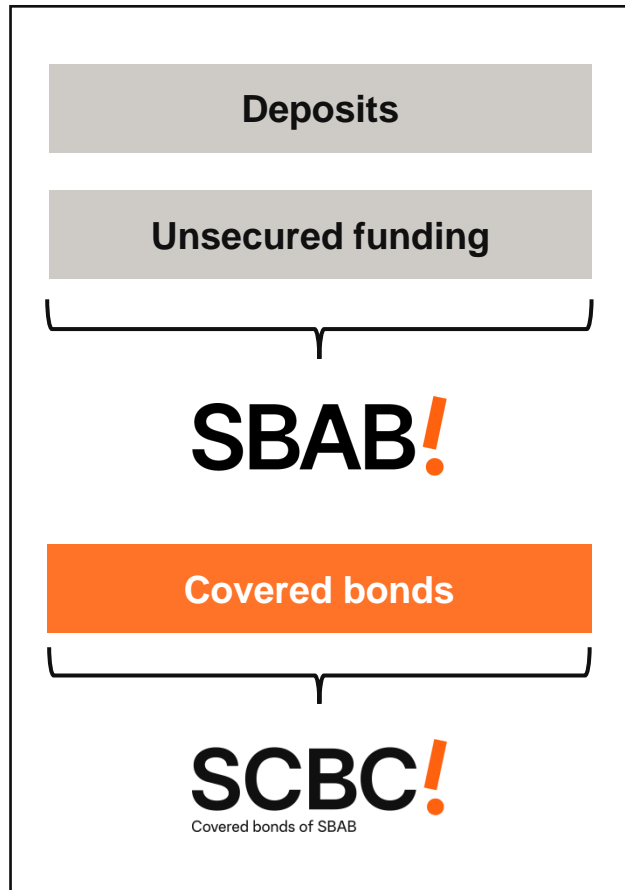 Deposits
Unsecured funding
SBAB!
Covered bonds
SCBC!
Covered bonds of SBAB